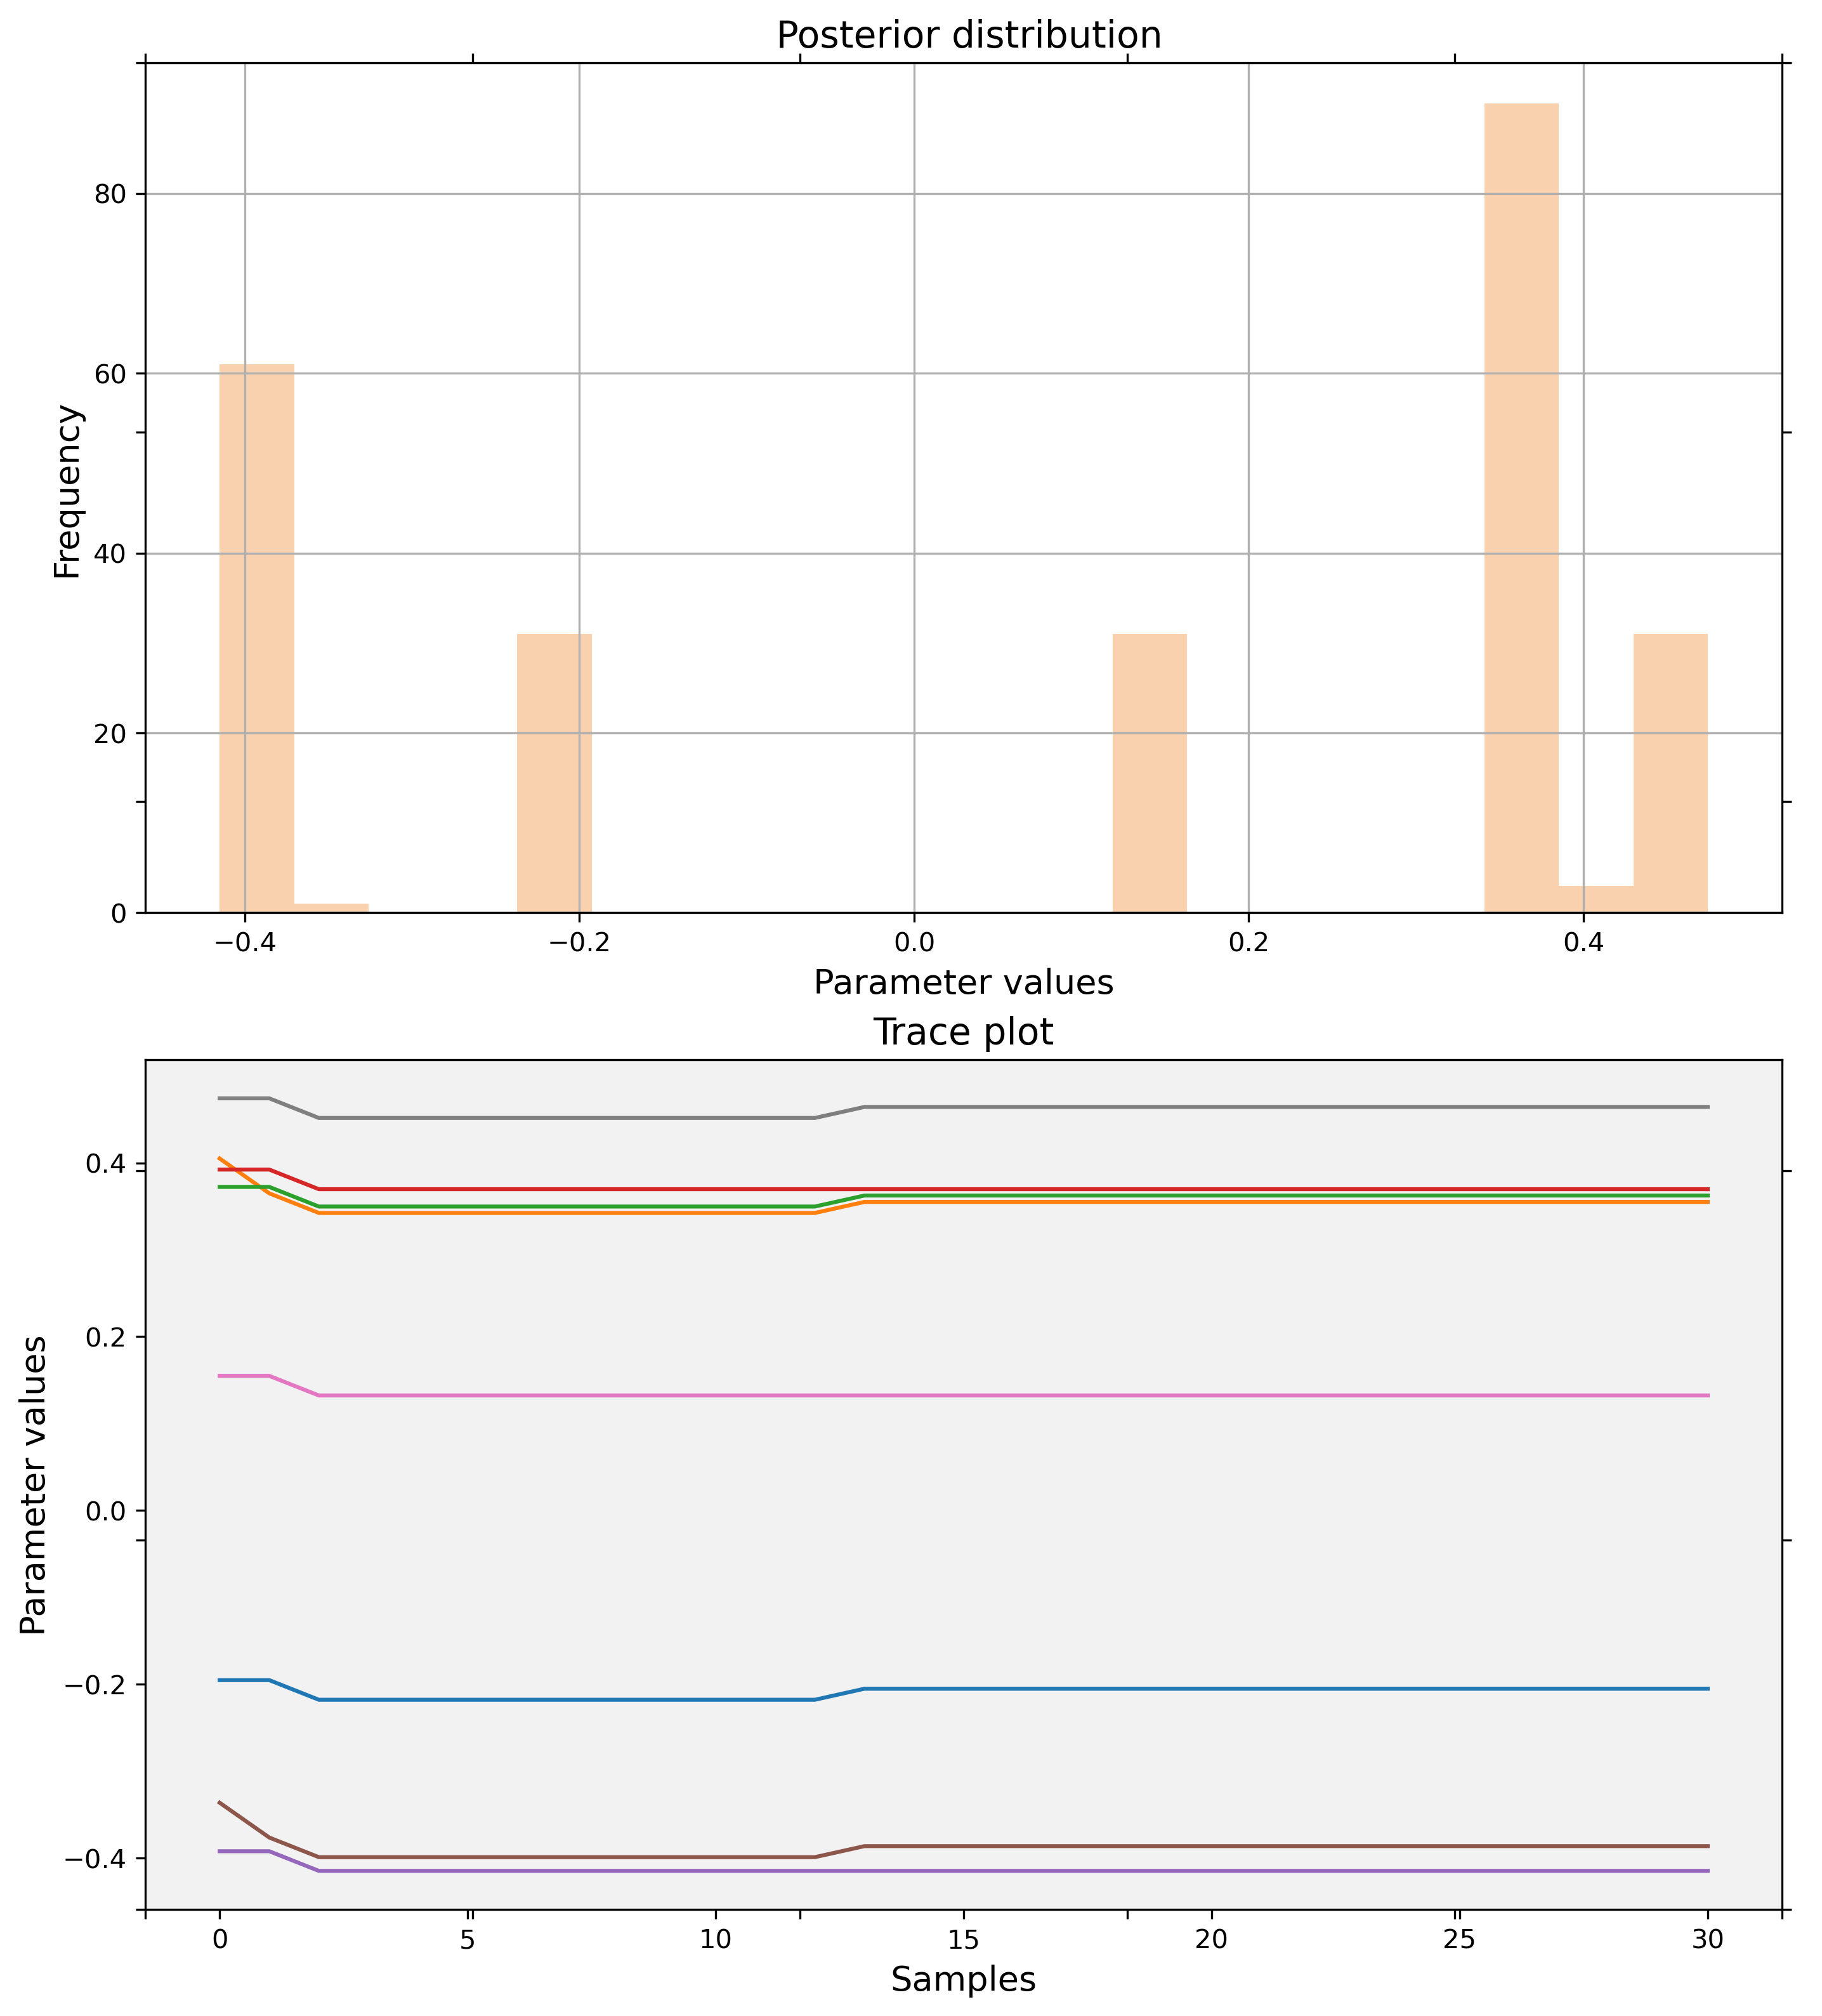 Posterior distribution
Frequency
80
60
40
20
0
−0.4 −0.2 0.0 0.2 0.4
Parameter values
Trace plot
Parameter values
0.4
0.2
0.0
−0.2
−0.4
0 5 10 15 20 25 30
Samples